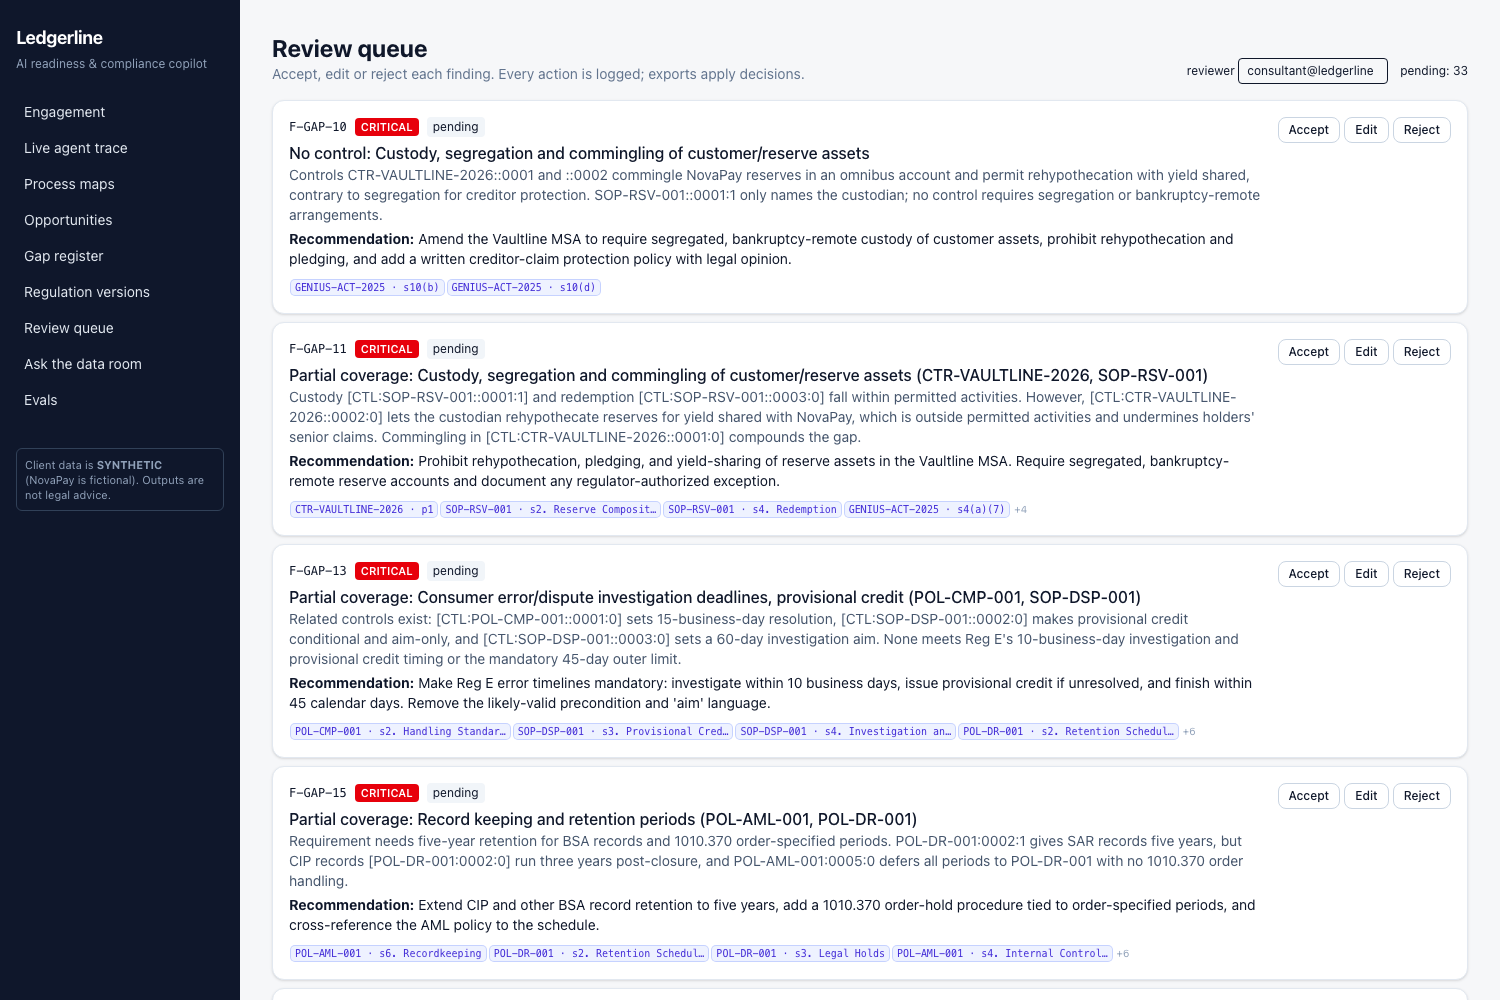 Ledgerline
AI readiness & compliance copilot
Engagement
Live agent trace
Process maps
Opportunities
Gap register
Regulation versions
Review queue
Ask the data room
Evals
Client data is SYNTHETIC
(NovaPay is fictional). Outputs are
not legal advice.
Review queue
Accept, edit or reject each finding. Every action is logged; exports apply decisions.
reviewer consultant@ledgerline pending: 33
F-GAP-10 CRITICAL pending Accept Edit Reject
No control: Custody, segregation and commingling of customer/reserve assets
Controls CTR-VAULTLINE-2026::0001 and ::0002 commingle NovaPay reserves in an omnibus account and permit rehypothecation with yield shared,
contrary to segregation for creditor protection. SOP-RSV-001::0001:1 only names the custodian; no control requires segregation or bankruptcy-remote
arrangements.
Recommendation: Amend the Vaultline MSA to require segregated, bankruptcy-remote custody of customer assets, prohibit rehypothecation and
pledging, and add a written creditor-claim protection policy with legal opinion.
GENIUS-ACT-2025 · s10(b) GENIUS-ACT-2025 · s10(d)
F-GAP-11 CRITICAL pending Accept Edit Reject
Partial coverage: Custody, segregation and commingling of customer/reserve assets (CTR-VAULTLINE-2026, SOP-RSV-001)
Custody [CTL:SOP-RSV-001::0001:1] and redemption [CTL:SOP-RSV-001::0003:0] fall within permitted activities. However, [CTL:CTR-VAULTLINE-
2026::0002:0] lets the custodian rehypothecate reserves for yield shared with NovaPay, which is outside permitted activities and undermines holders'
senior claims. Commingling in [CTL:CTR-VAULTLINE-2026::0001:0] compounds the gap.
Recommendation: Prohibit rehypothecation, pledging, and yield-sharing of reserve assets in the Vaultline MSA. Require segregated, bankruptcy-
remote reserve accounts and document any regulator-authorized exception.
CTR-VAULTLINE-2026 · p1 SOP-RSV-001 · s2. Reserve Composit… SOP-RSV-001 · s4. Redemption GENIUS-ACT-2025 · s4(a)(7) +4
F-GAP-13 CRITICAL pending Accept Edit Reject
Partial coverage: Consumer error/dispute investigation deadlines, provisional credit (POL-CMP-001, SOP-DSP-001)
Related controls exist: [CTL:POL-CMP-001::0001:0] sets 15-business-day resolution, [CTL:SOP-DSP-001::0002:0] makes provisional credit
conditional and aim-only, and [CTL:SOP-DSP-001::0003:0] sets a 60-day investigation aim. None meets Reg E's 10-business-day investigation and
provisional credit timing or the mandatory 45-day outer limit.
Recommendation: Make Reg E error timelines mandatory: investigate within 10 business days, issue provisional credit if unresolved, and finish within
45 calendar days. Remove the likely-valid precondition and 'aim' language.
POL-CMP-001 · s2. Handling Standar… SOP-DSP-001 · s3. Provisional Cred… SOP-DSP-001 · s4. Investigation an… POL-DR-001 · s2. Retention Schedul… +6
F-GAP-15 CRITICAL pending Accept Edit Reject
Partial coverage: Record keeping and retention periods (POL-AML-001, POL-DR-001)
Requirement needs five-year retention for BSA records and 1010.370 order-specified periods. POL-DR-001:0002:1 gives SAR records five years, but
CIP records [POL-DR-001:0002:0] run three years post-closure, and POL-AML-001:0005:0 defers all periods to POL-DR-001 with no 1010.370 order
handling.
Recommendation: Extend CIP and other BSA record retention to five years, add a 1010.370 order-hold procedure tied to order-specified periods, and
cross-reference the AML policy to the schedule.
POL-AML-001 · s6. Recordkeeping POL-DR-001 · s2. Retention Schedul… POL-DR-001 · s3. Legal Holds POL-AML-001 · s4. Internal Control… +6